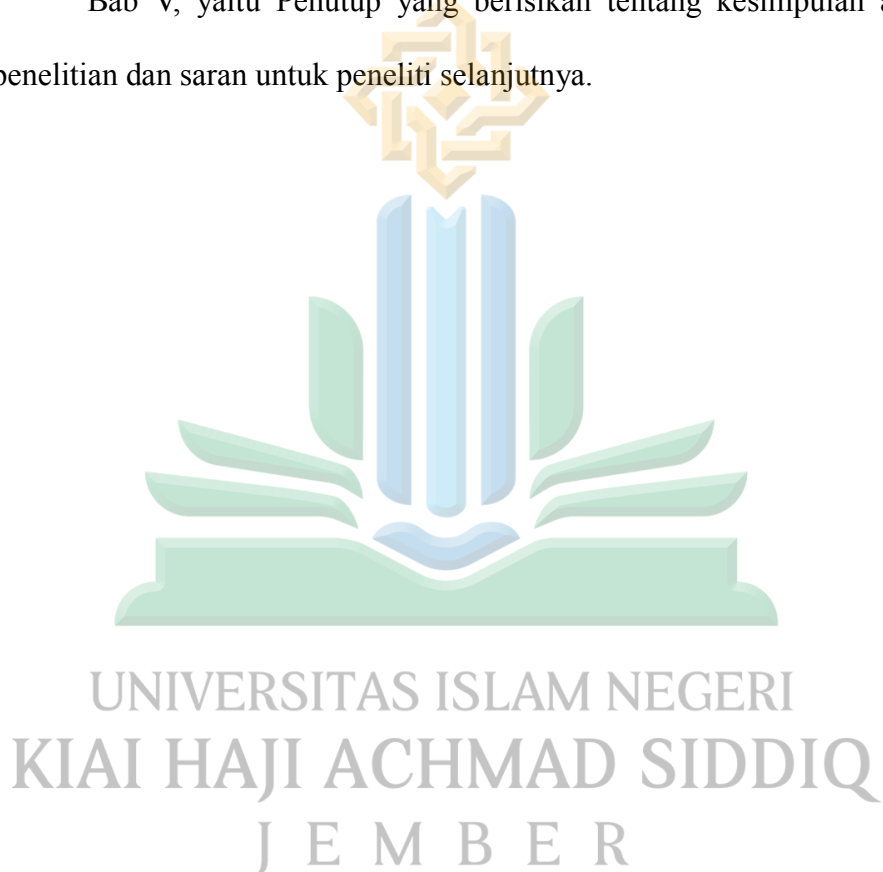 Bab V, yaitu Penutup yang berisikan tentang kesimpulan
penelitian dan saran untuk peneliti selanjutnya.
UNIVERSITAS ISLAM NEGERI
KIAI HAJI ACHMAD SIDDIQ
JEMBER